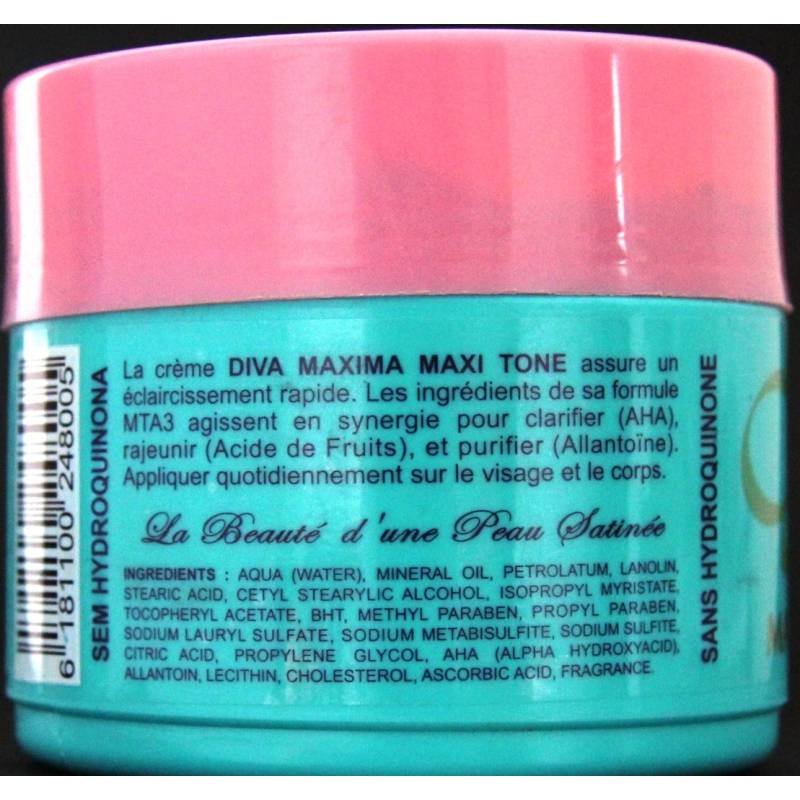 La crème DIVA MAXIMA MAXI TONE assure un
éclaircissement rapide. Les ingrédients de sa formule
MTA3 agissent en synergie pour clarifier (AHA),
rajeunir (Acide de Fruits), et purifier (Allantoïne).
Appliquer quotidiennement sur le visage et le corps.
La Beauté d'une Peau Satinée
INGREDIENTS : AQUA (WATER), MINERAL OIL, PETROLATUM, LANOLIN,
STEARIC ACID, CETYL STEARYLIC ALCOHOL, ISOPROPYL MYRISTATE,
TOCOPHERYL ACETATE, BHT, METHYL PARABEN, PROPYL PARABEN,
SODIUM LAURYL SULFATE, SODIUM METABISULFITE, SODIUM SULFITE,
CITRIC ACID, PROPYLENE GLYCOL, AHA (ALPHA HYDROXYACID),
ALLANTOIN, LECITHIN, CHOLESTEROL, ASCORBIC ACID, FRAGRANCE.
6 181100 248005
SEM HYDROQUINONA
SANS HYDROQUINONE